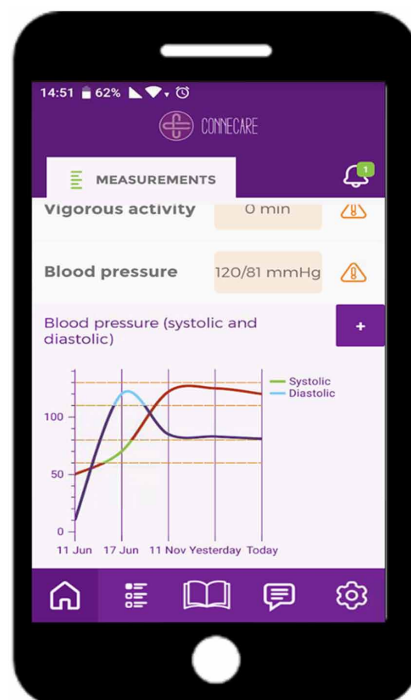 14:51 62%
CONNECARE
MEASUREMENTS
1
Vigorous activity 0 min
Blood pressure 120/81 mmHg
Blood pressure (systolic and
diastolic)
+
Systolic
Diastolic
100
50
0
11 Jun 17 Jun 11 Nov Yesterday Today